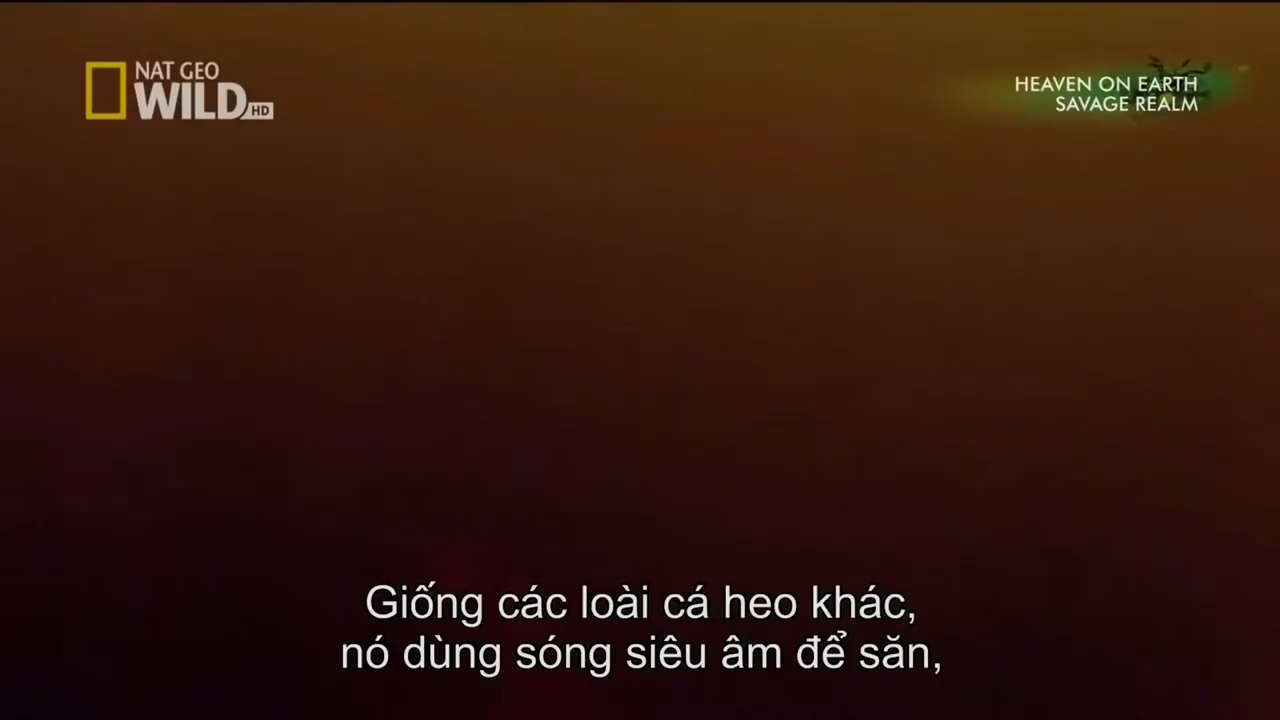 NAT GEO
WILD HD
HEAVEN ON EARTH
SAVAGE REALM
Giống các loài cá heo khác,
nó dùng sóng siêu âm để săn,